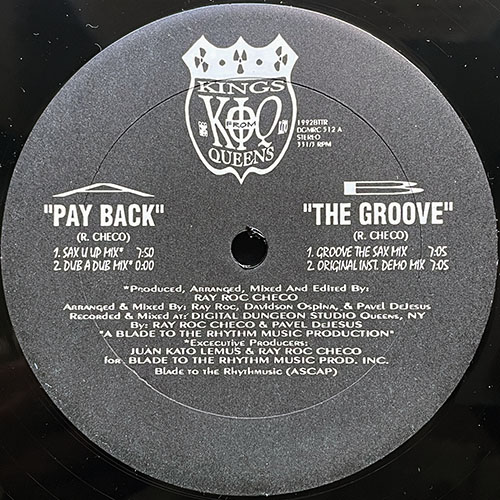 KINGS
FROM
KQ
QUEENS
1992BTTR
DGMRC 512 A
STEREO
331/3 RPM
A
"PAY BACK"
(R. CHECO)
1. SAX U UP MIX* 7:50
2. DUB A DUB MIX* 0:00
B
"THE GROOVE"
(R. CHECO)
1. GROOVE THE SAX MIX 7:05
2. ORIGINAL INST. DEMO MIX 7:05
*Produced, Arranged, Mixed And Edited By:
RAY ROC CHECO
Arranged & Mixed By: Ray Roc, Davidson Ospina, & Pavel DeJesus
Recorded & Mixed at: DIGITAL DUNGEON STUDIO Queens, NY
By: RAY ROC CHECO & PAVEL DEJESUS
"A BLADE TO THE RHYTHM MUSIC PRODUCTION"
*Excecutive Producers:
JUAN KATO LEMUS & RAY ROC CHECO
for BLADE TO THE RHYTHM MUSIC PROD. INC.
Blade to the Rhythmusic (ASCAP)